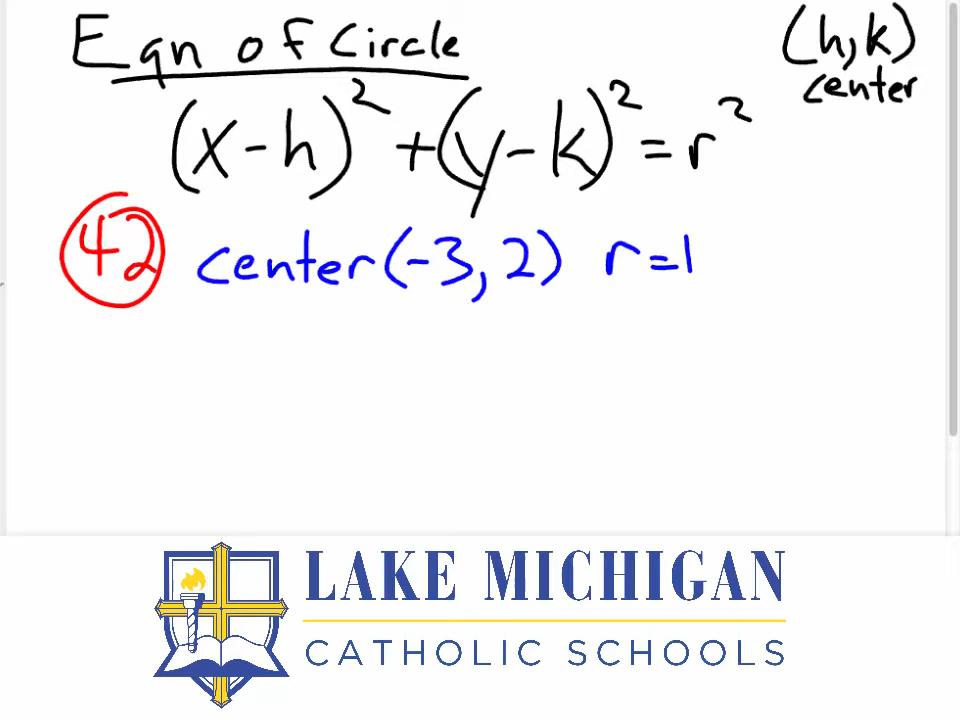 Eqn of Circle
(h,k)
center
(x-h)² + (y-k)² = r²
42 center (-3, 2) r=1
LAKE MICHIGAN
CATHOLIC SCHOOLS